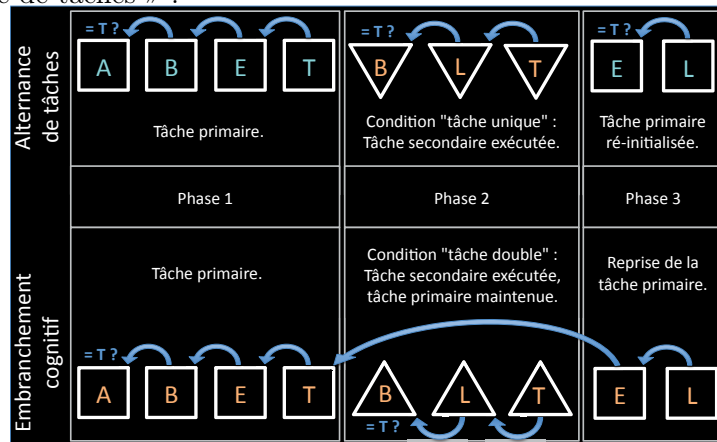 Alternance
de tâches
= T ?
A B E T
Tâche primaire.
= T ?
B L T
Condition "tâche unique" :
Tâche secondaire exécutée.
= T ?
E L
Tâche primaire
ré-initialisée.
Phase 1
Phase 2
Phase 3
Embranchement
cognitif
Tâche primaire.
= T ?
A B E T
Condition "tâche double" :
Tâche secondaire exécutée,
tâche primaire maintenue.
B L T
= T ?
Reprise de la
tâche primaire.
E L